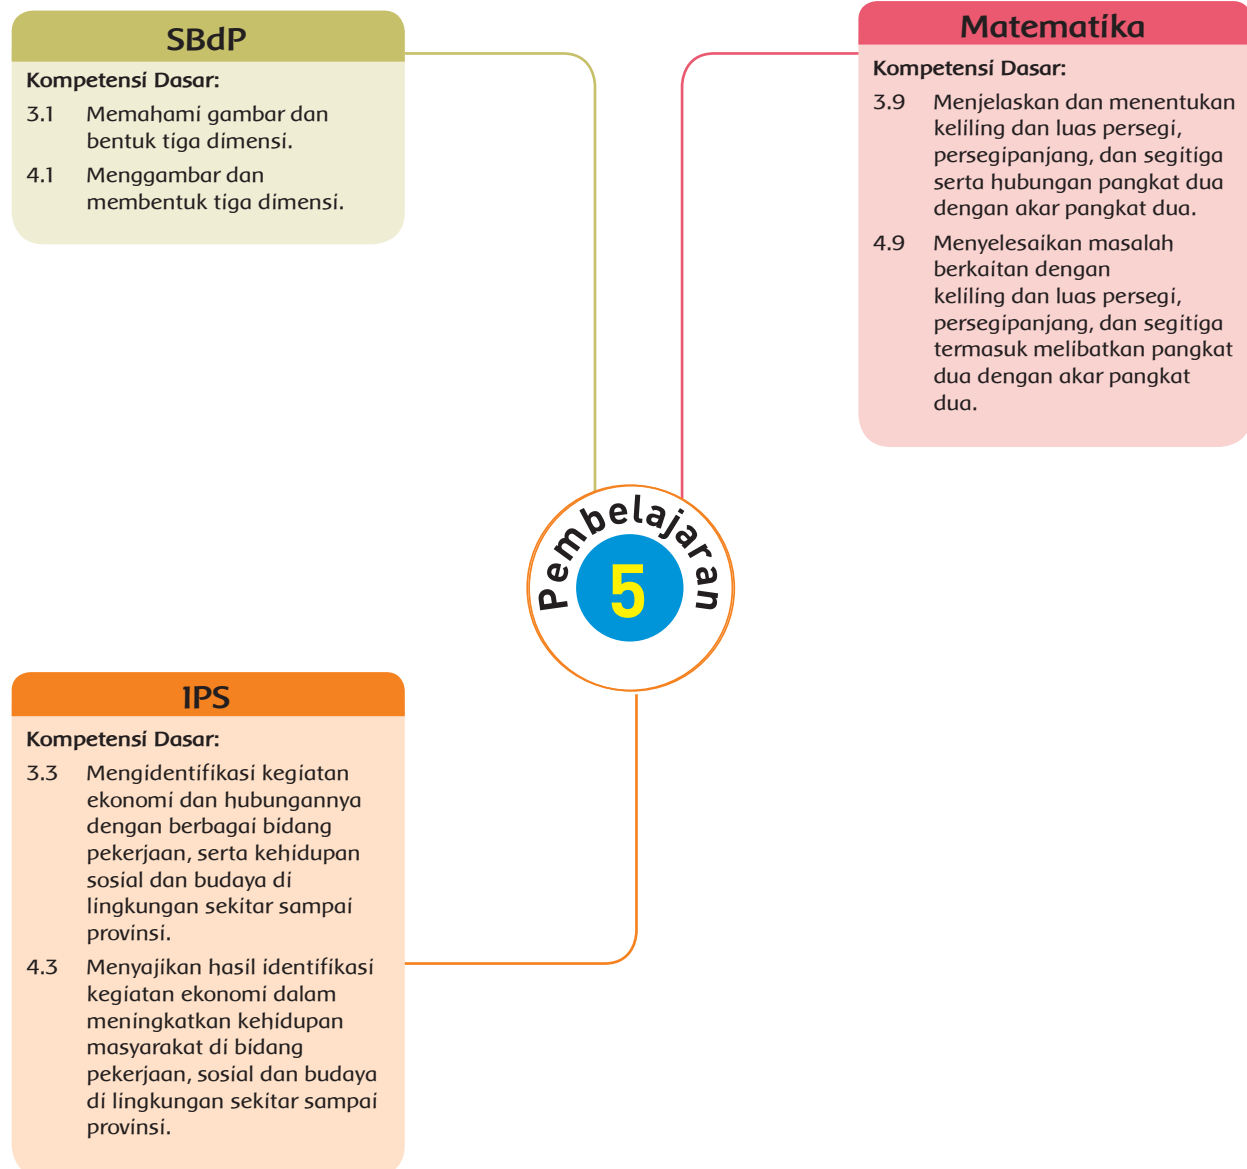 SBdP
Kompetensi Dasar:
3.1 Memahami gambar dan
bentuk tiga dimensi.
4.1 Menggambar dan
membentuk tiga dimensi.
Matematika
Kompetensi Dasar:
3.9 Menjelaskan dan menentukan
keliling dan luas persegi,
persegipanjang, dan segitiga
serta hubungan pangkat dua
dengan akar pangkat dua.
4.9 Menyelesaikan masalah
berkaitan dengan
keliling dan luas persegi,
persegipanjang, dan segitiga
termasuk melibatkan pangkat
dua dengan akar pangkat
dua.
Pembelajaran
5
IPS
Kompetensi Dasar:
3.3 Mengidentifikasi kegiatan
ekonomi dan hubungannya
dengan berbagai bidang
pekerjaan, serta kehidupan
sosial dan budaya di
lingkungan sekitar sampai
provinsi.
4.3 Menyajikan hasil identifikasi
kegiatan ekonomi dalam
meningkatkan kehidupan
masyarakat di bidang
pekerjaan, sosial dan budaya
di lingkungan sekitar sampai
provinsi.